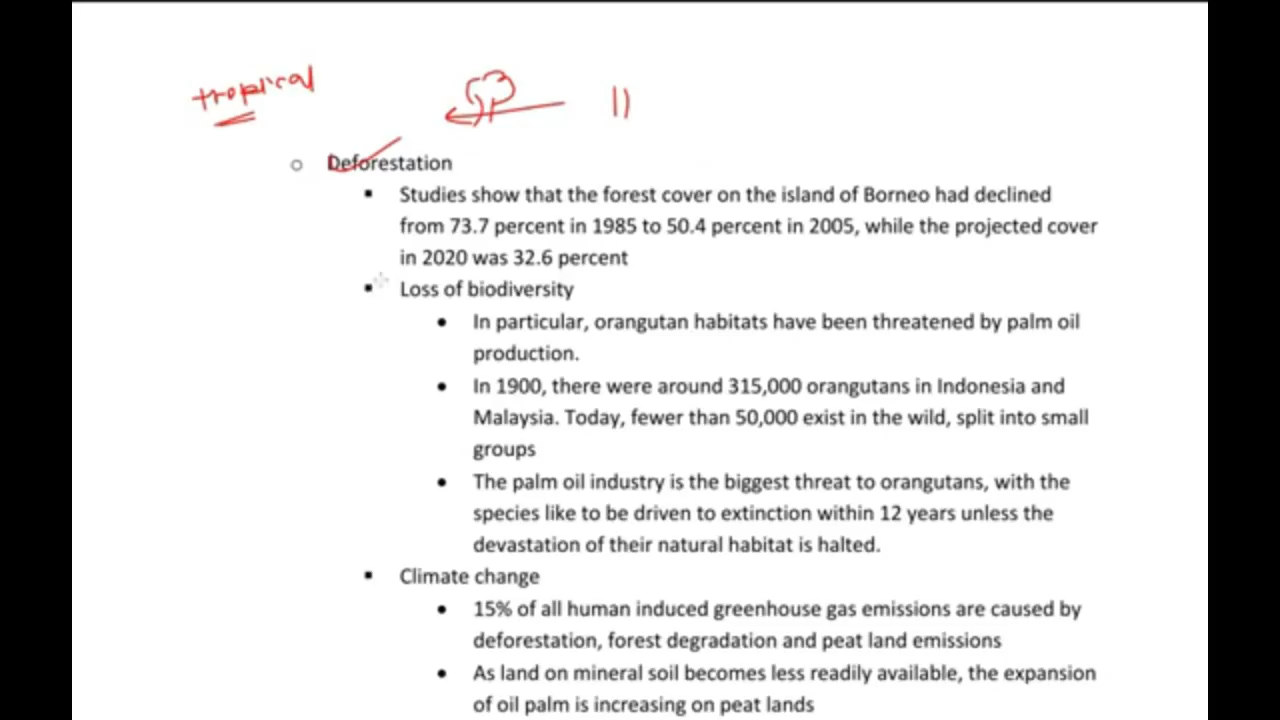 tropical
11
Deforestation
Studies show that the forest cover on the island of Borneo had declined
from 73.7 percent in 1985 to 50.4 percent in 2005, while the projected cover
in 2020 was 32.6 percent
Loss of biodiversity
In particular, orangutan habitats have been threatened by palm oil
production.
In 1900, there were around 315,000 orangutans in Indonesia and
Malaysia. Today, fewer than 50,000 exist in the wild, split into small
groups
The palm oil industry is the biggest threat to orangutans, with the
species like to be driven to extinction within 12 years unless the
devastation of their natural habitat is halted.
Climate change
15% of all human induced greenhouse gas emissions are caused by
deforestation, forest degradation and peat land emissions
As land on mineral soil becomes less readily available, the expansion
of oil palm is increasing on peat lands